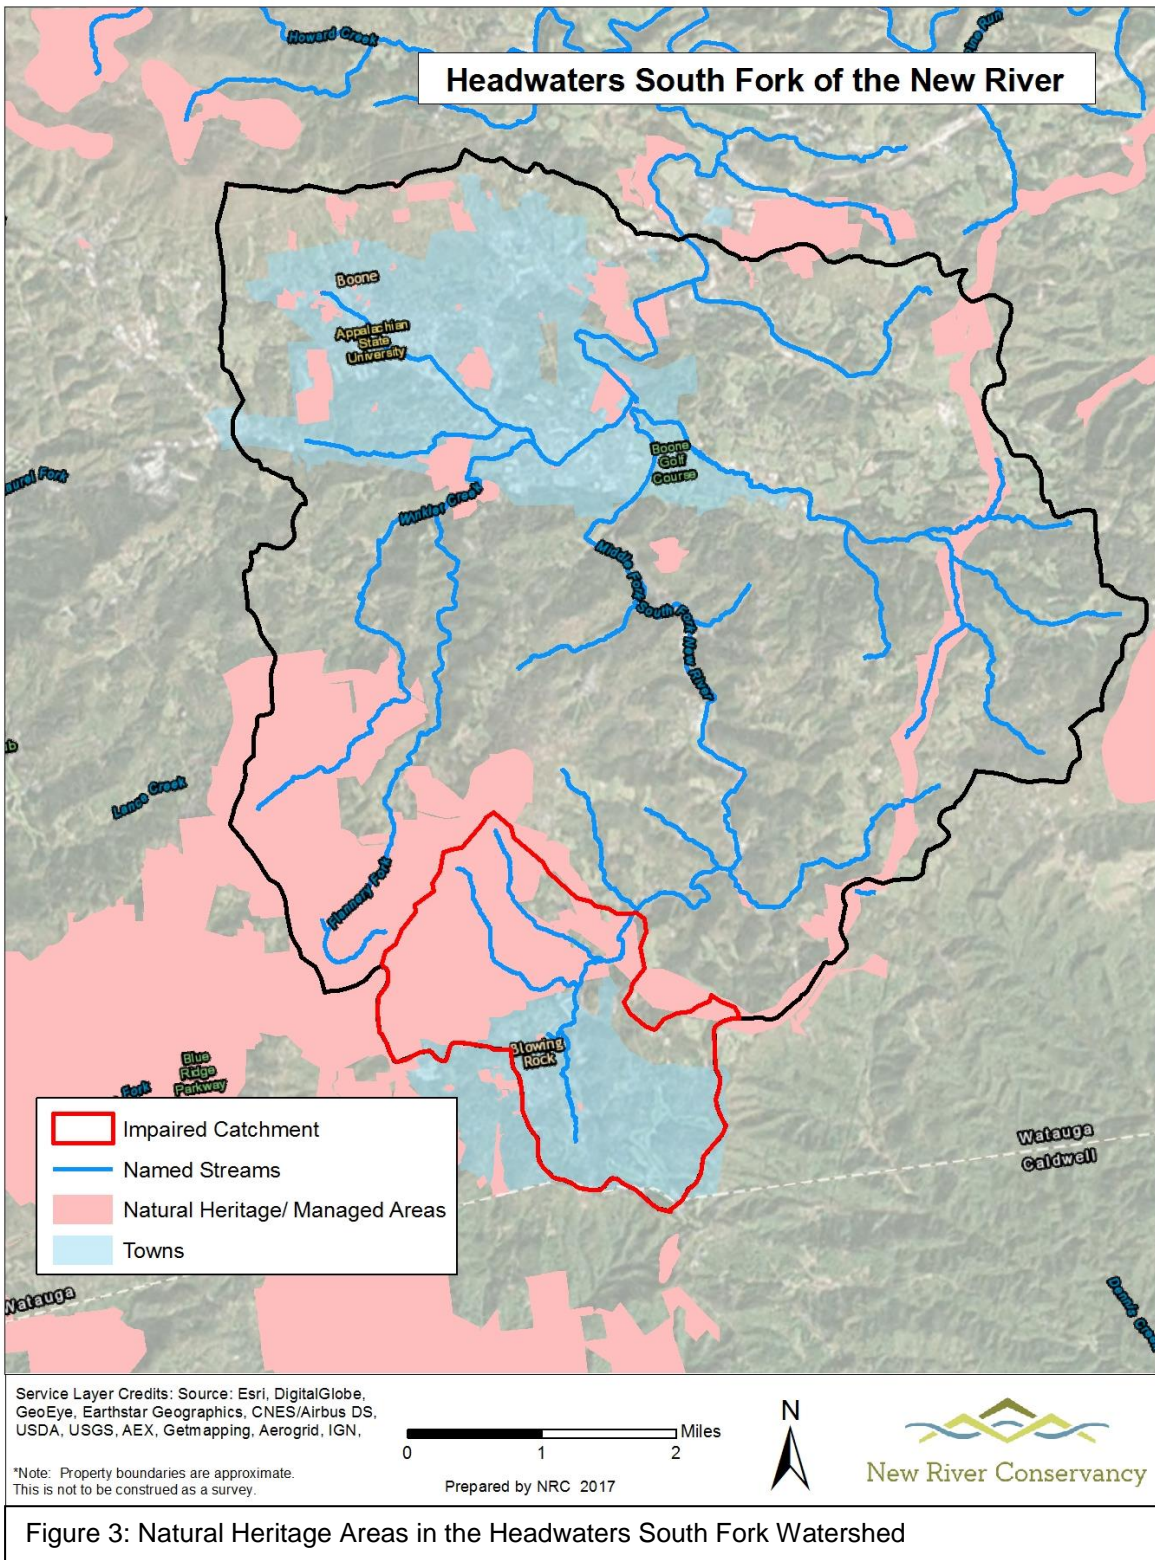 Howard Creek
ine Run
Headwaters South Fork of the New River
Boone
Appalachian
State
University
Boone
Golf
Course
aurel Fork
Winkler Creek
Middle Fork South Fork New River
Lance Creek
Flannery Fork
Blowing
Rock
Blue
Ridge
Parkway
Fork
Watauga
Caldwell
Impaired Catchment
Named Streams
Natural Heritage/ Managed Areas
Towns
Watauga
Dennis Creek
Service Layer Credits: Source: Esri, DigitalGlobe,
GeoEye, Earthstar Geographics, CNES/Airbus DS,
USDA, USGS, AEX, Getmapping, Aerogrid, IGN,
*Note: Property boundaries are approximate.
This is not to be construed as a survey.
0 1 2 Miles
Prepared by NRC 2017
N
New River Conservancy
Figure 3: Natural Heritage Areas in the Headwaters South Fork Watershed